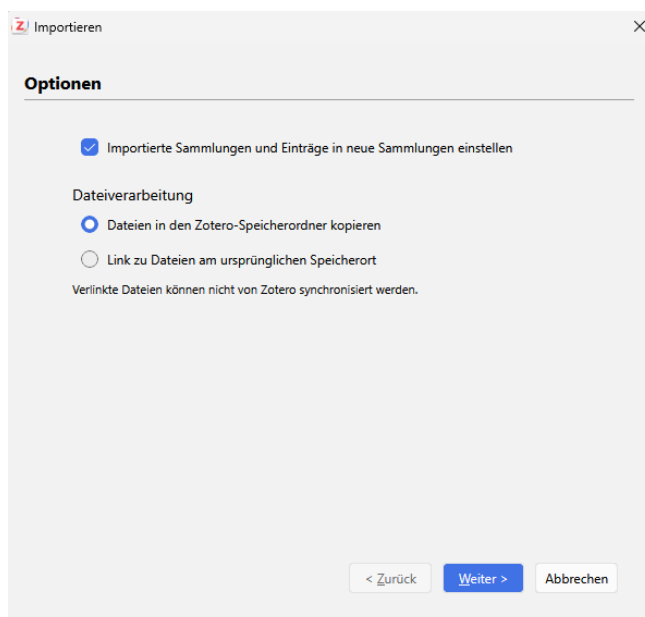 Z Importieren
Optionen
Importierte Sammlungen und Einträge in neue Sammlungen einstellen
Dateiverarbeitung
Dateien in den Zotero-Speicherordner kopieren
Link zu Dateien am ursprünglichen Speicherort
Verlinkte Dateien können nicht von Zotero synchronisiert werden.
< Zurück Weiter > Abbrechen